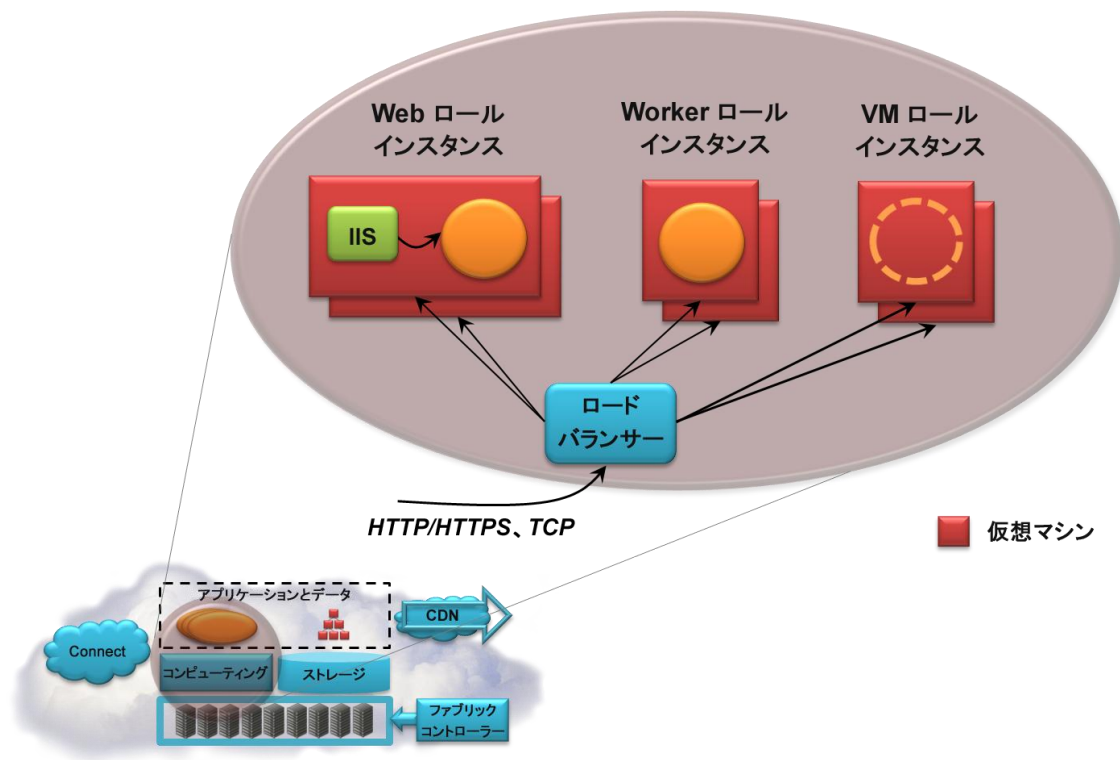 Web ロール
インスタンス
Worker ロール
インスタンス
VM ロール
インスタンス
IIS
ロード
バランサー
HTTP/HTTPS、TCP
仮想マシン
アプリケーションとデータ
CDN
Connect
コンピューティング
ストレージ
ファブリック
コントローラー